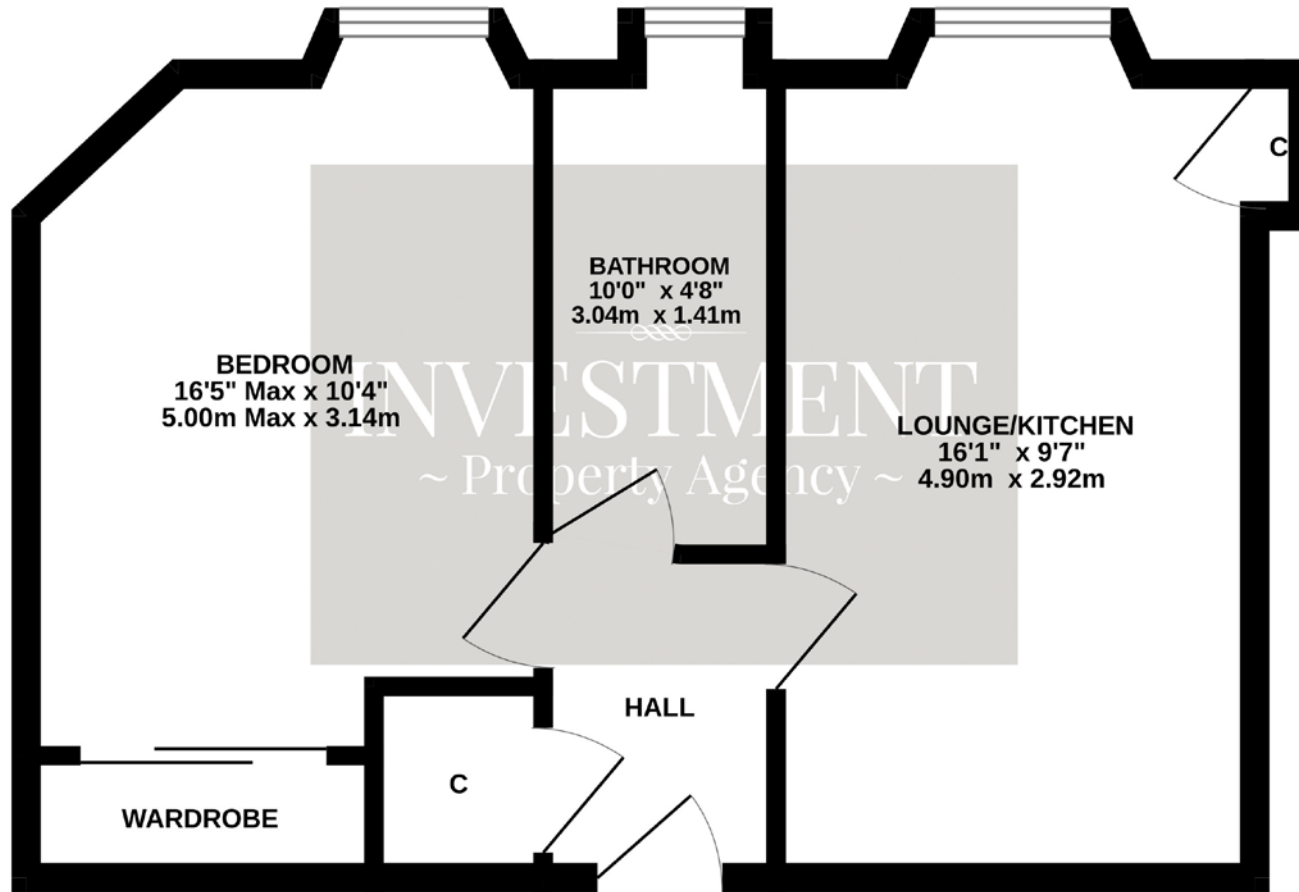 C
BATHROOM
10'0" x 4'8"
3.04m x 1.41m
BEDROOM
16'5" Max x 10'4"
5.00m Max x 3.14m
INVESTMENT
~ Property Agency ~
LOUNGE/KITCHEN
16'1" x 9'7"
4.90m x 2.92m
HALL
C
WARDROBE